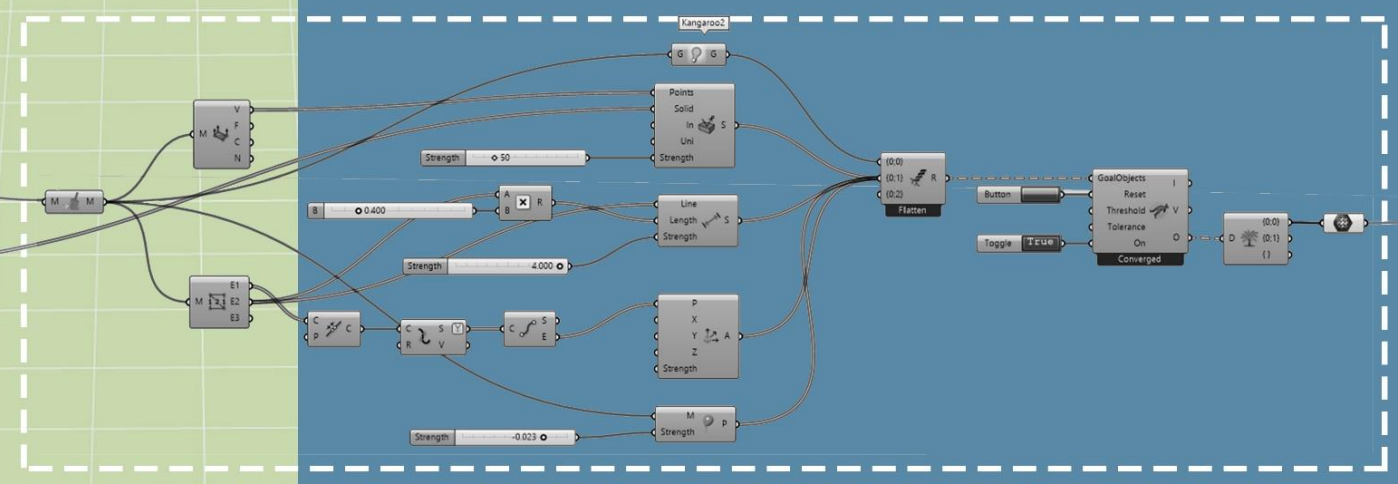 Kangaroo2
G G
M V
F
C
N
Points
Solid
In S
Uni
Strength
Strength 50
M M
B 0.400
A R
B
Line
Length S
Strength
Strength 4.000
{0;0}
{0;1} R
{0;2}
Flatten
Button
Toggle True
GoalObjects I
Reset
Threshold V
Tolerance
On O
Converged
D {0;0}
{0;1}
{ }
M E1
E2
E3
C C
P
C S Y
R V
C S
E
P
X
Y A
Z
Strength
M P
Strength
Strength -0.023